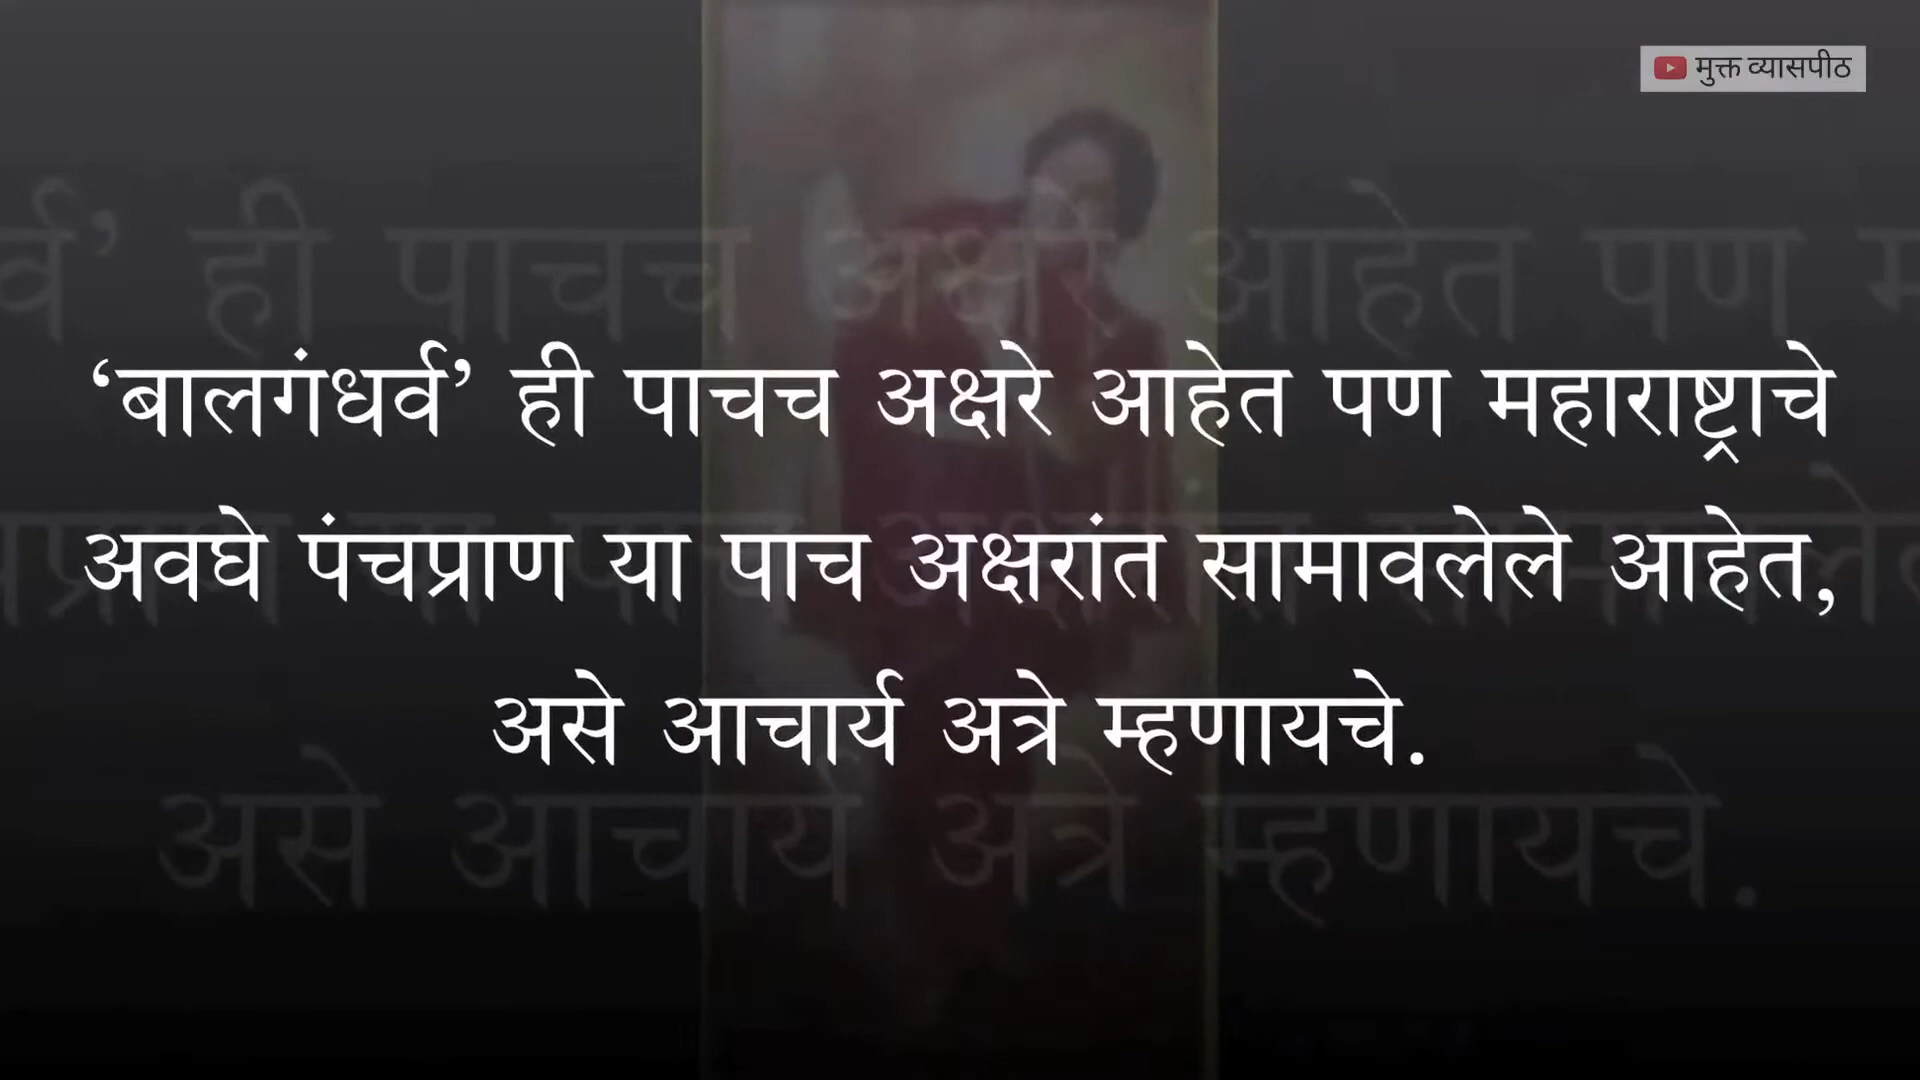 मुक्त व्यासपीठ
‘बालगंधर्व’ ही पाचच अक्षरे आहेत पण महाराष्ट्राचे
अवघे पंचप्राण या पाच अक्षरांत सामावलेले आहेत,
असे आचार्य अत्रे म्हणायचे.